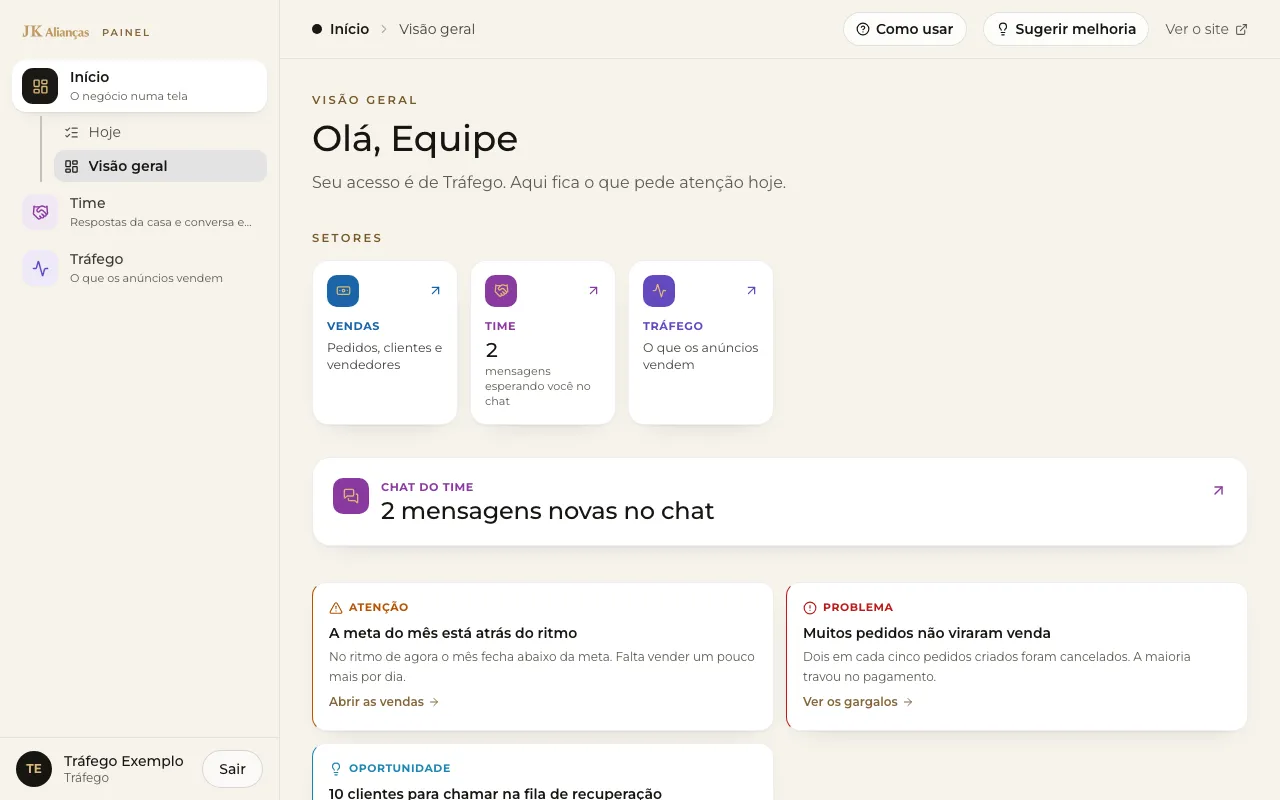 JK Alianças PAINEL
Início
O negócio numa tela
Hoje
Visão geral
Time
Respostas da casa e conversa e...
Tráfego
O que os anúncios vendem
TE
Tráfego Exemplo
Tráfego
Sair
Início
Visão geral
Como usar
Sugerir melhoria
Ver o site
VISÃO GERAL
Olá, Equipe
Seu acesso é de Tráfego. Aqui fica o que pede atenção hoje.
SETORES
VENDAS
Pedidos, clientes e
vendedores
TIME
2
mensagens
esperando você no
chat
TRÁFEGO
O que os anúncios
vendem
CHAT DO TIME
2 mensagens novas no chat
ATENÇÃO
A meta do mês está atrás do ritmo
No ritmo de agora o mês fecha abaixo da meta. Falta vender um pouco
mais por dia.
Abrir as vendas →
PROBLEMA
Muitos pedidos não viraram venda
Dois em cada cinco pedidos criados foram cancelados. A maioria
travou no pagamento.
Ver os gargalos →
OPORTUNIDADE
10 clientes para chamar na fila de recuperação